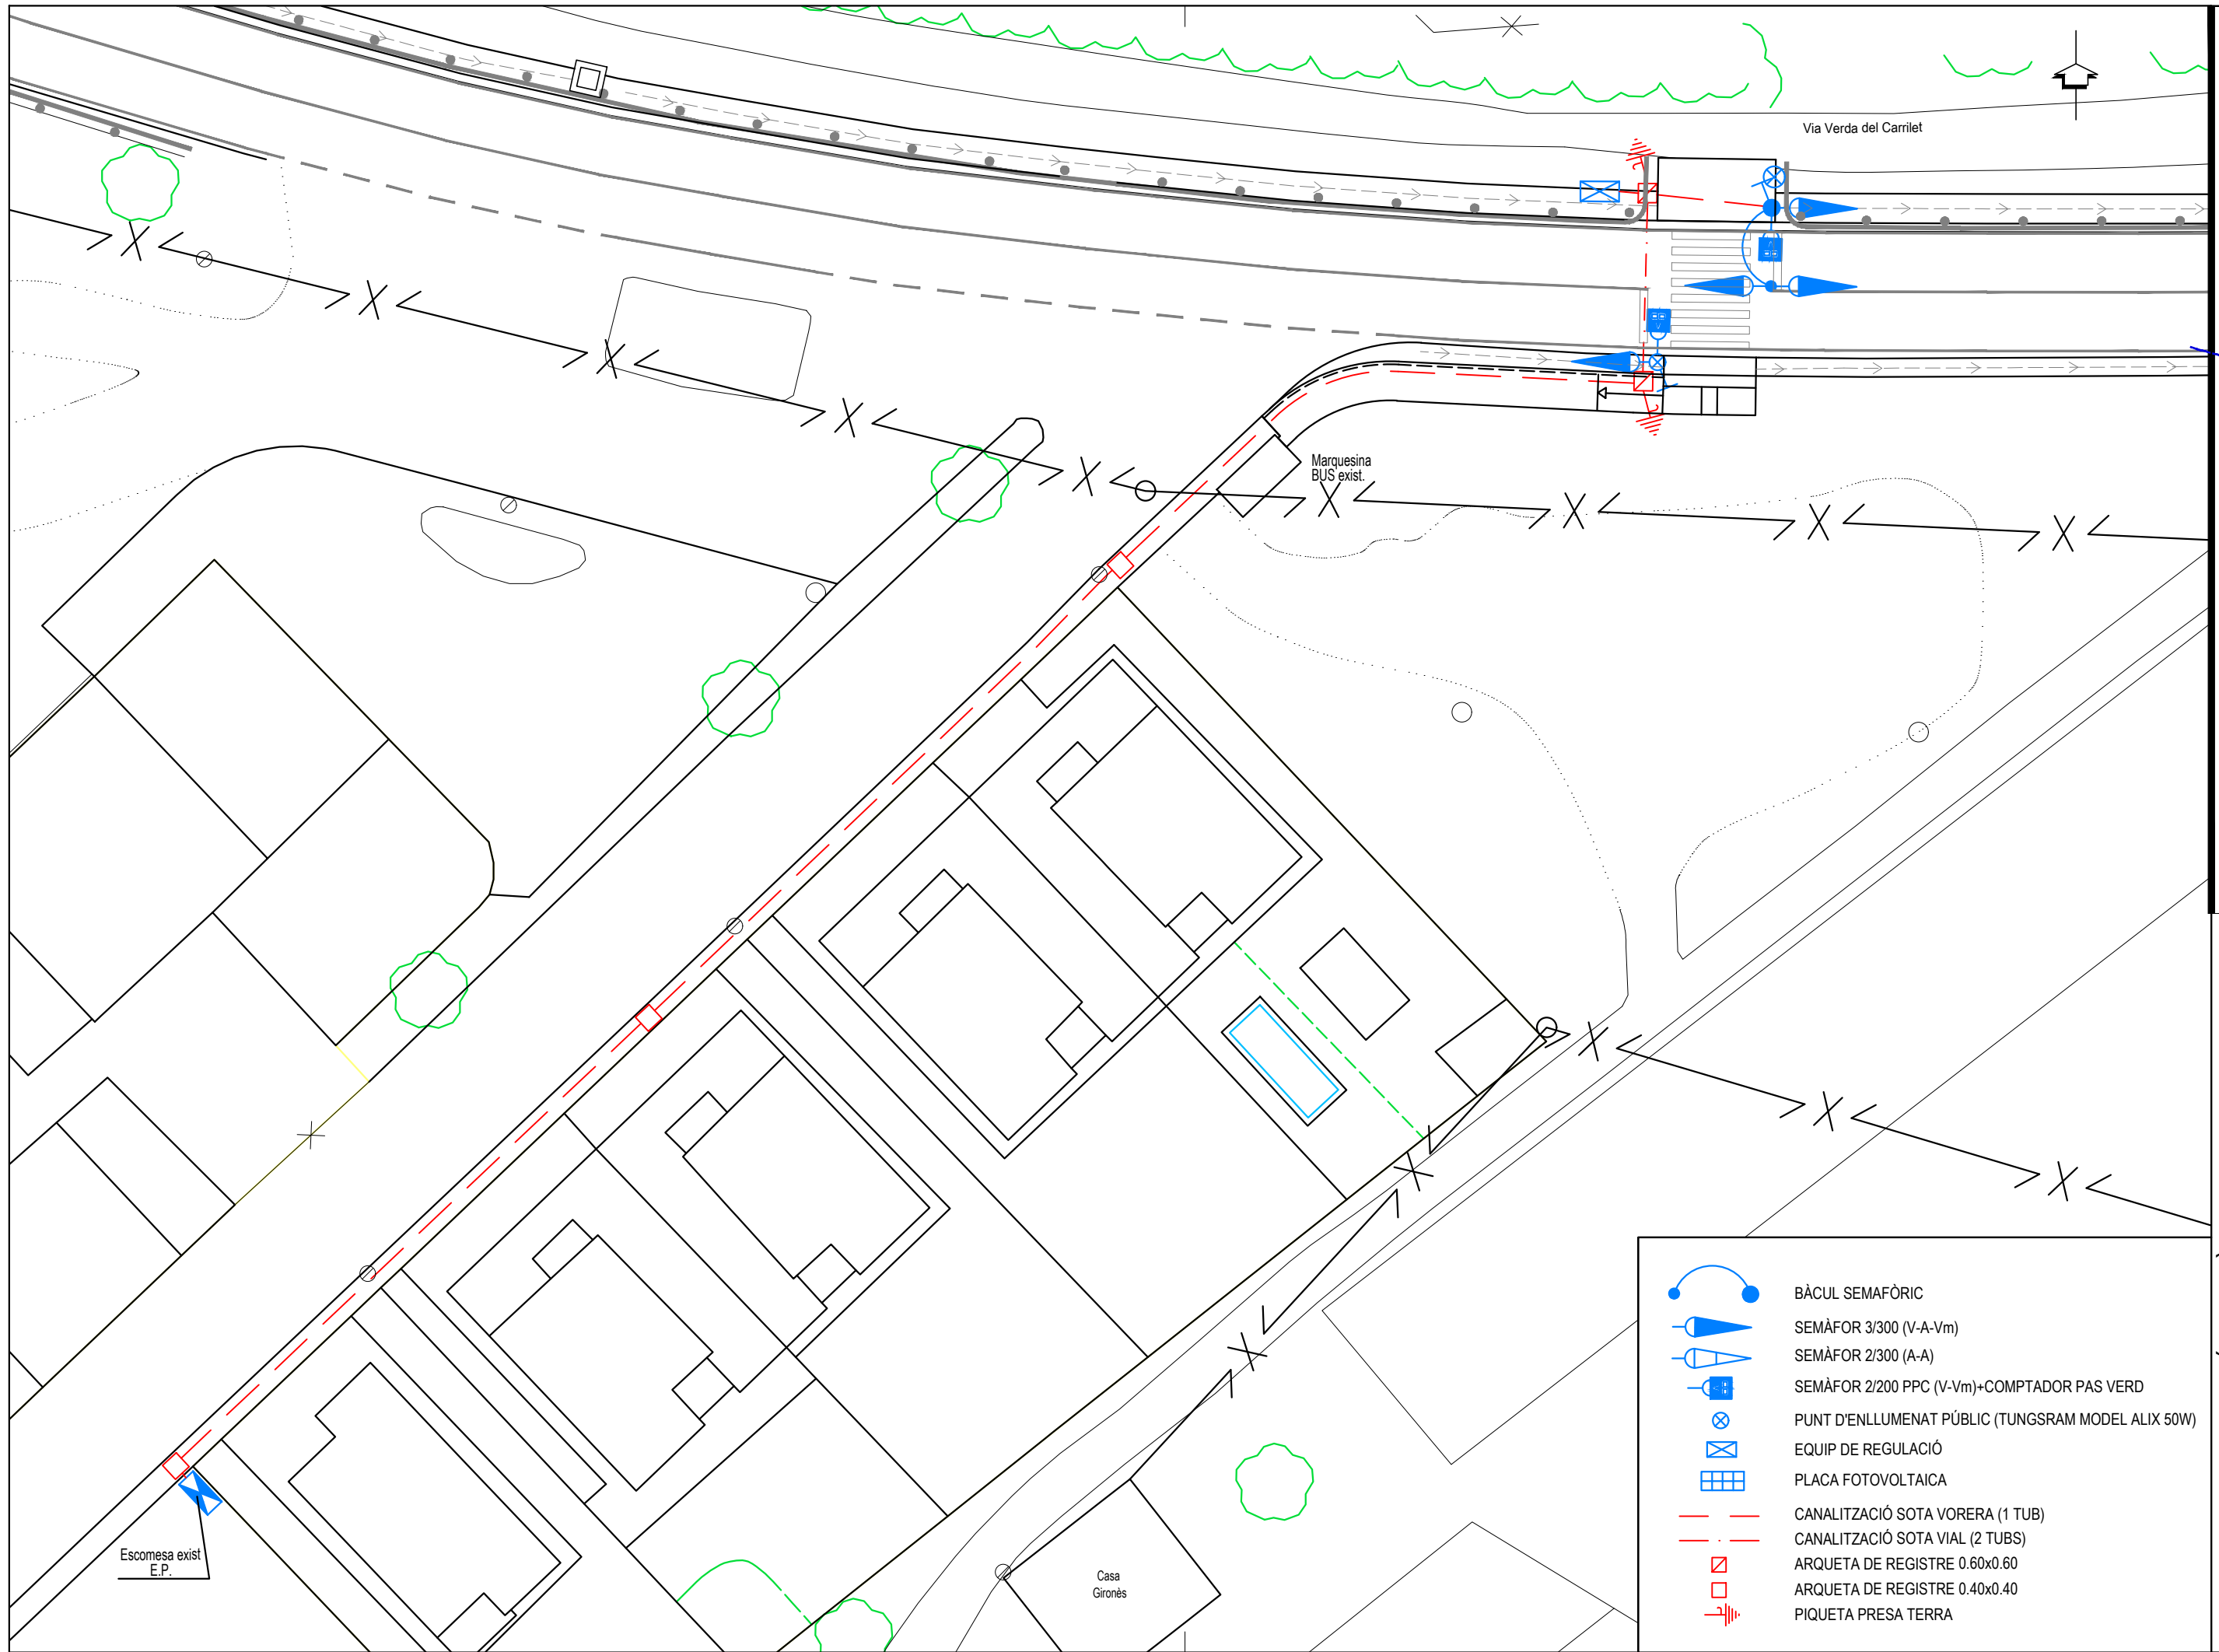 Via Verda del Carrilet
Marquesina
BUS exist.
Escomesa exist
E.P.
Casa
Gironès
BÀCUL SEMAFÒRIC
SEMÀFOR 3/300 (V-A-Vm)
SEMÀFOR 2/300 (A-A)
SEMÀFOR 2/200 PPC (V-Vm)+COMPTADOR PAS VERD
PUNT D'ENLLUMENAT PÚBLIC (TUNGSRAM MODEL ALIX 50W)
EQUIP DE REGULACIÓ
PLACA FOTOVOLTAICA
CANALITZACIÓ SOTA VORERA (1 TUB)
CANALITZACIÓ SOTA VIAL (2 TUBS)
ARQUETA DE REGISTRE 0.60x0.60
ARQUETA DE REGISTRE 0.40x0.40
PIQUETA PRESA TERRA